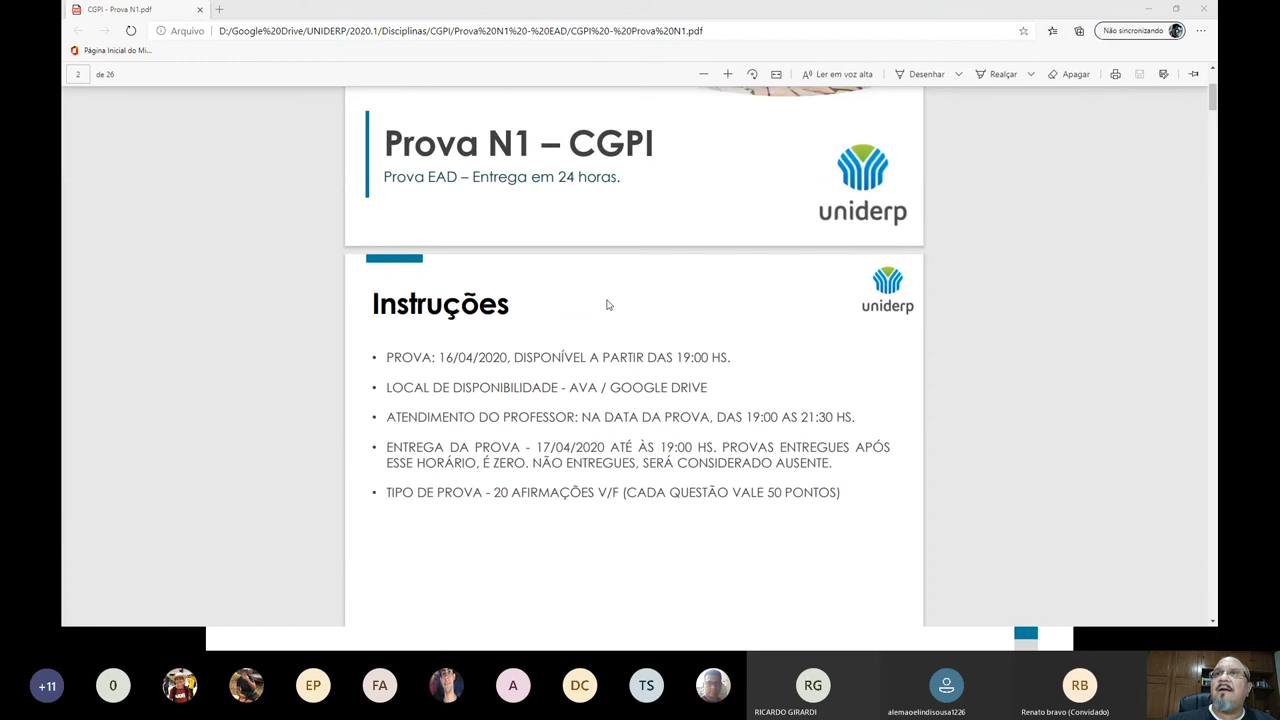 CGPI - Prova N1.pdf
Arquivo
D:/Google%20Drive/UNIDERP/2020.1/Disciplinas/CGPI/Prova%20N1%20-%20EAD/CGPI%20-%20Prova%20N1.pdf
Não sincronizando
Página Inicial do Mi...
2 de 26
Ler em voz alta
Desenhar
Realçar
Apagar
Prova N1 – CGPI
Prova EAD – Entrega em 24 horas.
uniderp
Instruções
uniderp
• PROVA: 16/04/2020, DISPONÍVEL A PARTIR DAS 19:00 HS.
• LOCAL DE DISPONIBILIDADE - AVA / GOOGLE DRIVE
• ATENDIMENTO DO PROFESSOR: NA DATA DA PROVA, DAS 19:00 AS 21:30 HS.
• ENTREGA DA PROVA - 17/04/2020 ATÉ ÀS 19:00 HS. PROVAS ENTREGUES APÓS
ESSE HORÁRIO, É ZERO. NÃO ENTREGUES, SERÁ CONSIDERADO AUSENTE.
• TIPO DE PROVA - 20 AFIRMAÇÕES V/F (CADA QUESTÃO VALE 50 PONTOS)
+11
0
EP
FA
A
DC
TS
RG
RB
RICARDO GIRARDI
alemaoelindisousa1226
Renato bravo (Convidado)